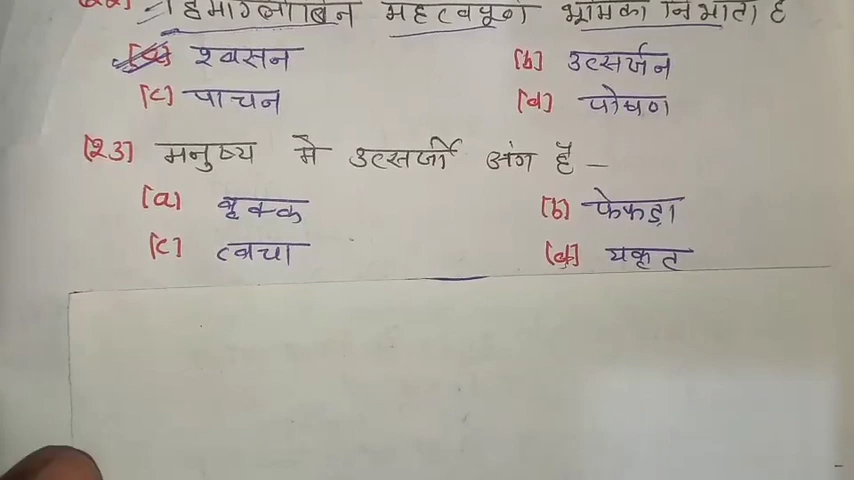 हिमोग्लोबिन महत्वपूर्ण भूमिका निभाता है
[a] श्वसन [b] उत्सर्जन
[c] पाचन [d] पोषण
(23) मनुष्य में उत्सर्जी अंग है –
[a] वृक्क [b] फेफड़ा
[c] त्वचा [d] यकृत